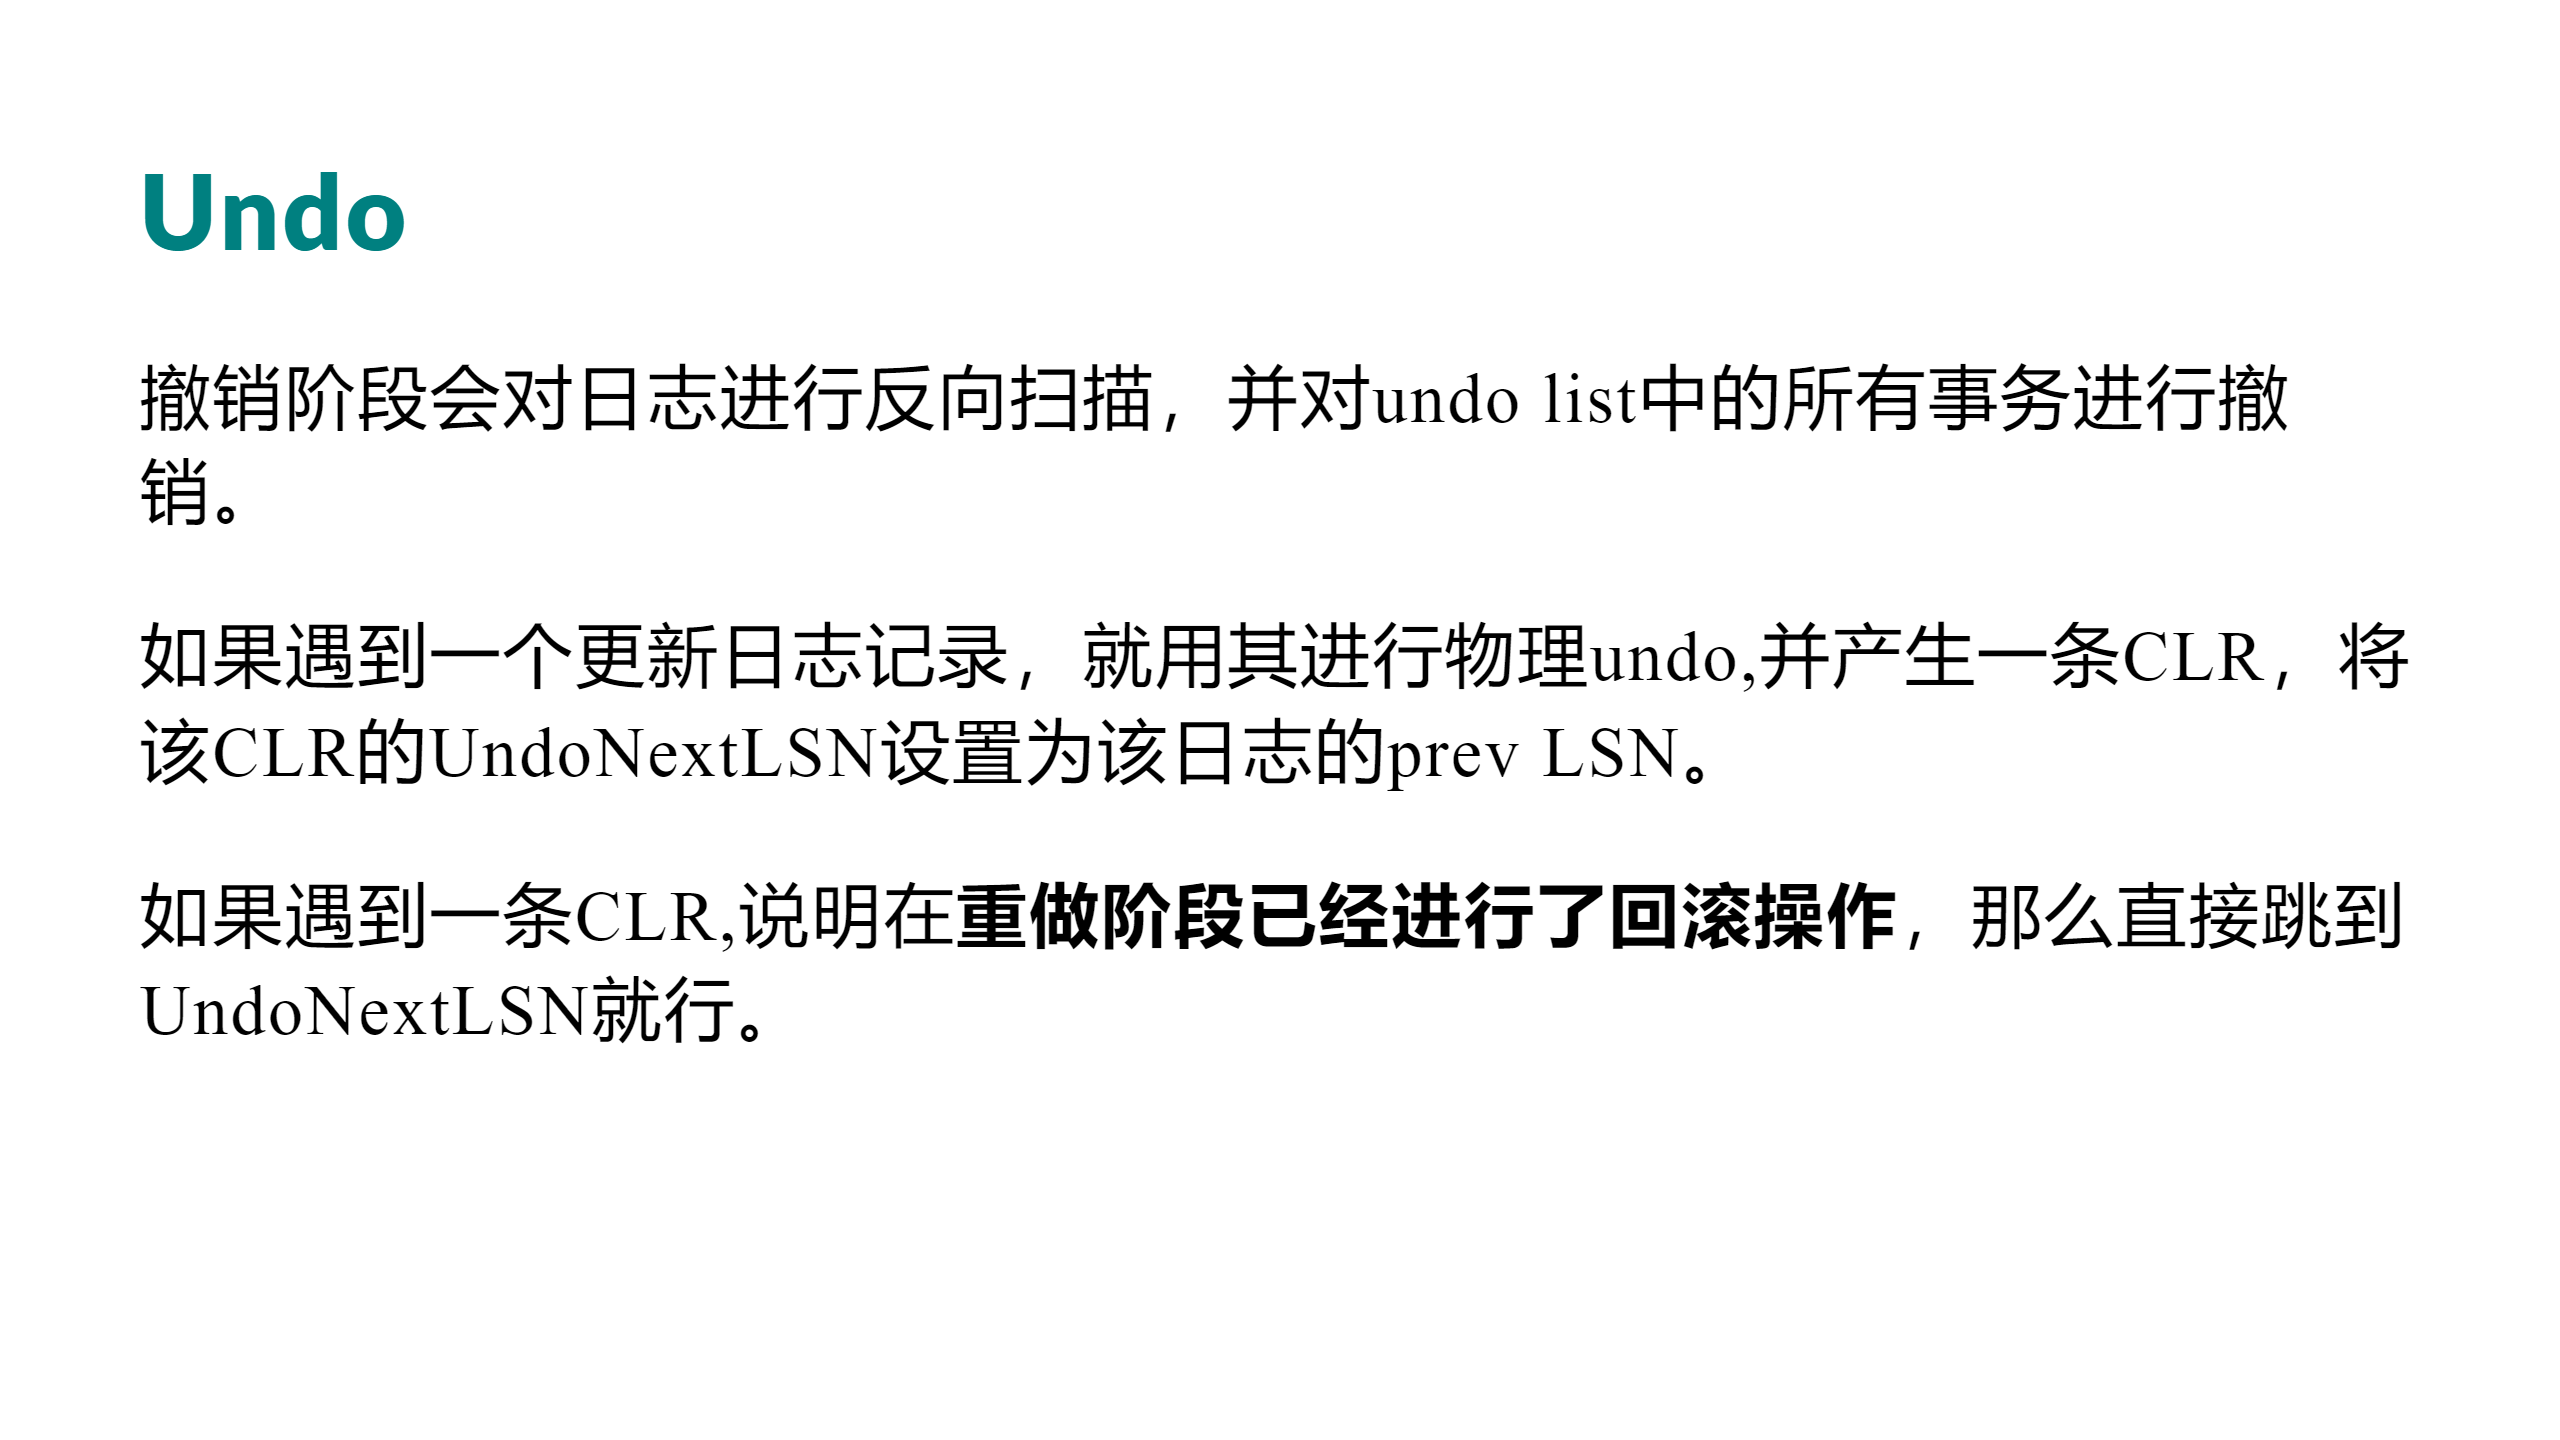 Undo
撤销阶段会对日志进行反向扫描，并对undo list中的所有事务进行撤
销。
如果遇到一个更新日志记录，就用其进行物理undo,并产生一条CLR，将
该CLR的UndoNextLSN设置为该日志的prev LSN。
如果遇到一条CLR,说明在重做阶段已经进行了回滚操作，那么直接跳到
UndoNextLSN就行。